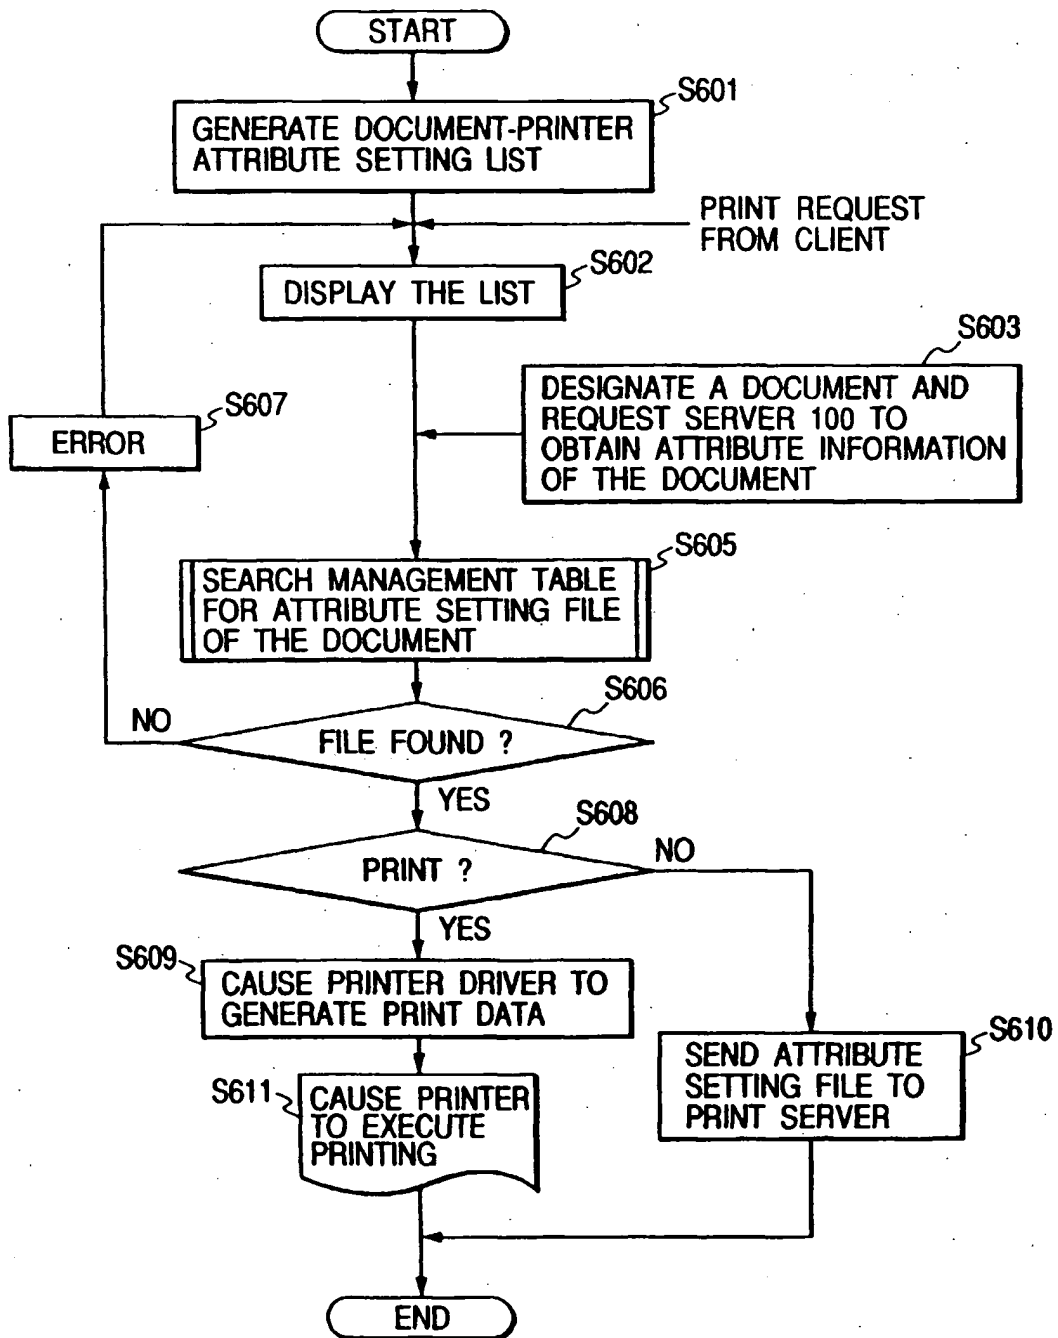 START
S601
GENERATE DOCUMENT-PRINTER
ATTRIBUTE SETTING LIST
PRINT REQUEST
FROM CLIENT
S602
DISPLAY THE LIST
S603
DESIGNATE A DOCUMENT AND
REQUEST SERVER 100 TO
OBTAIN ATTRIBUTE INFORMATION
OF THE DOCUMENT
S607
ERROR
S605
SEARCH MANAGEMENT TABLE
FOR ATTRIBUTE SETTING FILE
OF THE DOCUMENT
S606
NO
FILE FOUND ?
YES
S608
PRINT ?
NO
YES
S609
CAUSE PRINTER DRIVER TO
GENERATE PRINT DATA
S610
SEND ATTRIBUTE
SETTING FILE TO
PRINT SERVER
S611
CAUSE PRINTER
TO EXECUTE
PRINTING
END